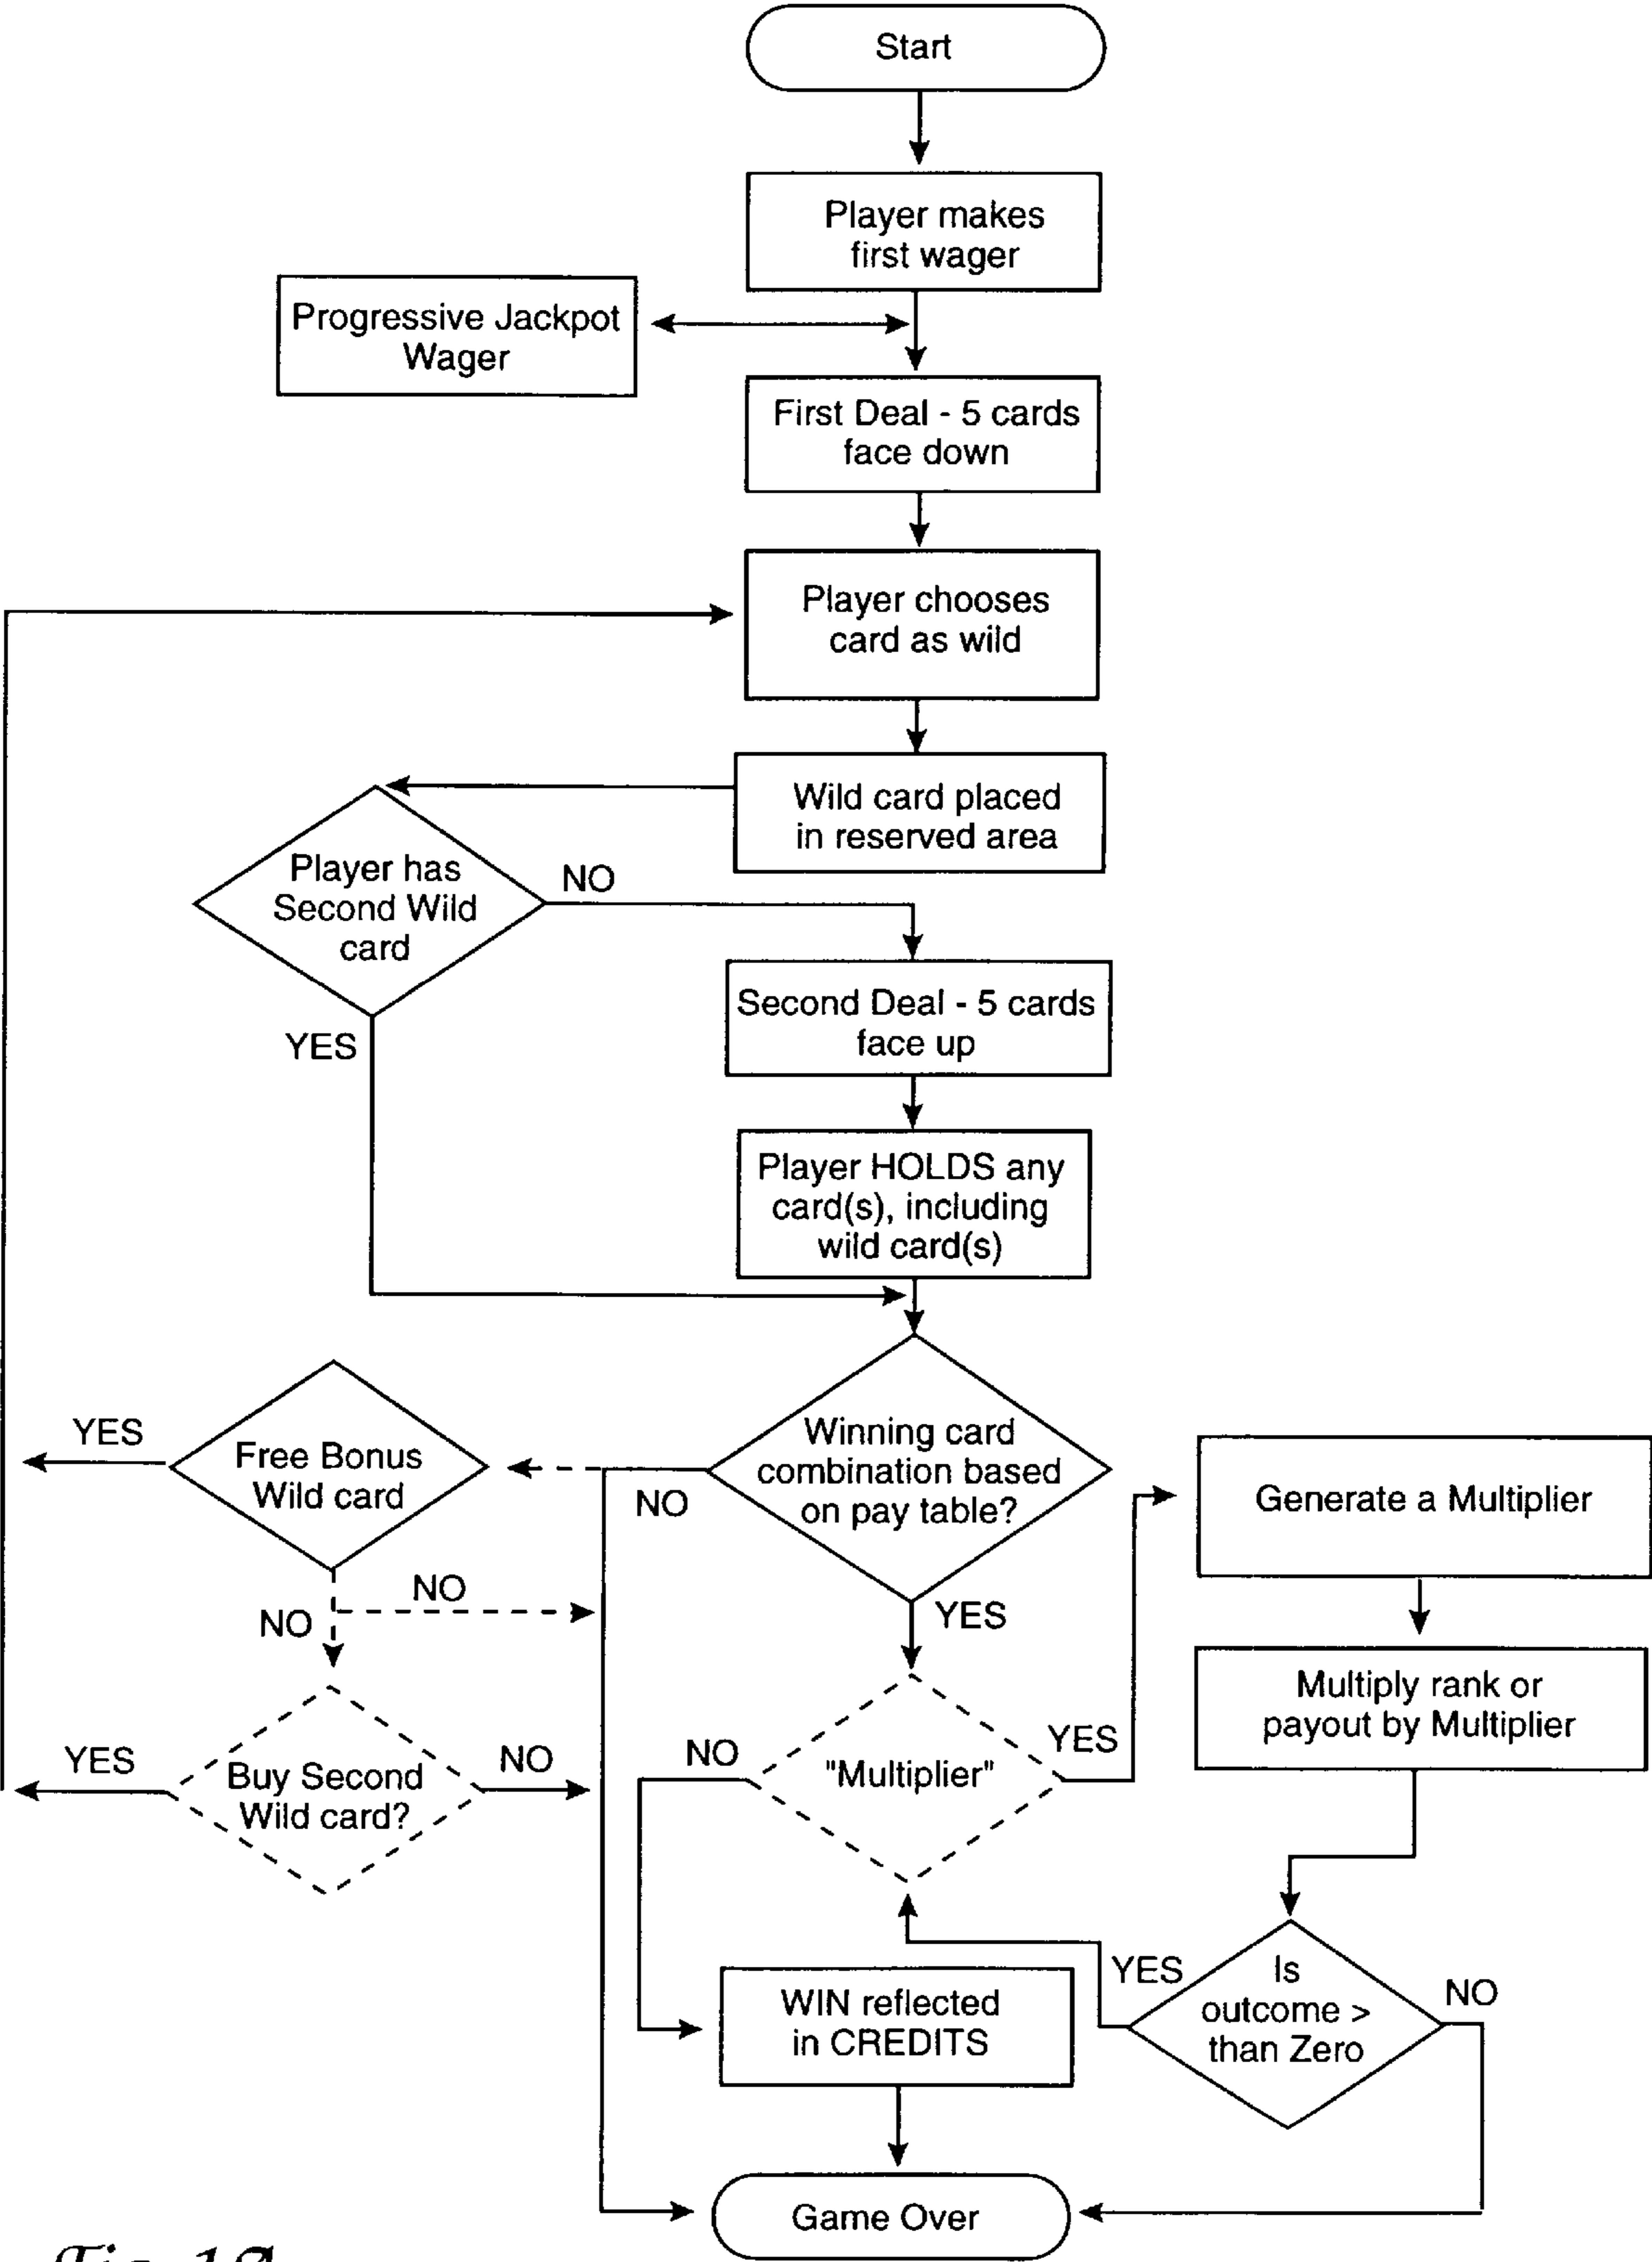 Start
Player makes
first wager
Progressive Jackpot
Wager
First Deal - 5 cards
face down
Player chooses
card as wild
Wild card placed
in reserved area
Player has
Second Wild
card
NO
YES
Second Deal - 5 cards
face up
Player HOLDS any
card(s), including
wild card(s)
Winning card
combination based
on pay table?
NO
YES
Free Bonus
Wild card
YES
NO
NO
Buy Second
Wild card?
YES
NO
"Multiplier"
NO
YES
Generate a Multiplier
Multiply rank or
payout by Multiplier
Is
outcome >
than Zero
YES
NO
WIN reflected
in CREDITS
Game Over
Fig.